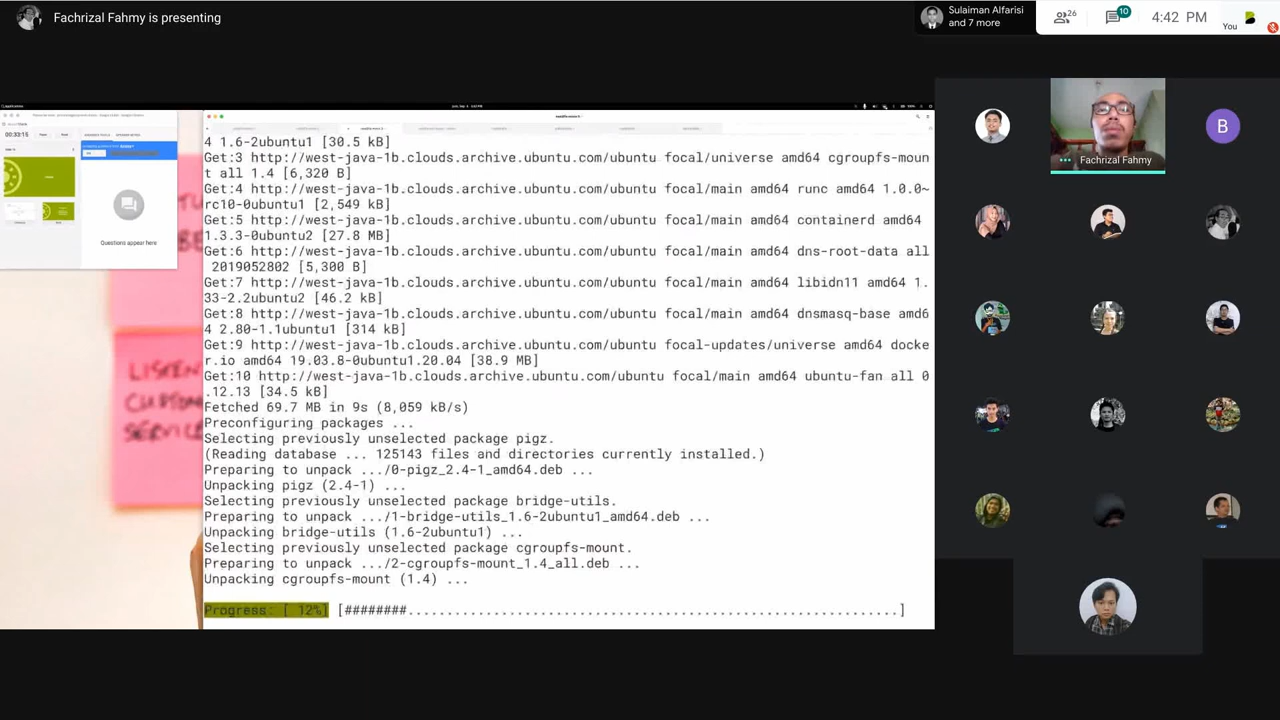 Fachrizal Fahmy is presenting
Sulaiman Alfarisi
and 7 more
26
10
4:42 PM
You
00:33:15
Questions appear here
LISTEN
CUSTOM
SERVICE
4 1.6-2ubuntu1 [30.5 kB]
Get:3 http://west-java-1b.clouds.archive.ubuntu.com/ubuntu focal/universe amd64 cgroupfs-moun
t all 1.4 [6,320 B]
Get:4 http://west-java-1b.clouds.archive.ubuntu.com/ubuntu focal/main amd64 runc amd64 1.0.0~
rc10-0ubuntu1 [2,549 kB]
Get:5 http://west-java-1b.clouds.archive.ubuntu.com/ubuntu focal/main amd64 containerd amd64
1.3.3-0ubuntu2 [27.8 MB]
Get:6 http://west-java-1b.clouds.archive.ubuntu.com/ubuntu focal/main amd64 dns-root-data all
2019052802 [5,300 B]
Get:7 http://west-java-1b.clouds.archive.ubuntu.com/ubuntu focal/main amd64 libidn11 amd64 1.
33-2.2ubuntu2 [46.2 kB]
Get:8 http://west-java-1b.clouds.archive.ubuntu.com/ubuntu focal/main amd64 dnsmasq-base amd6
4 2.80-1.1ubuntu1 [314 kB]
Get:9 http://west-java-1b.clouds.archive.ubuntu.com/ubuntu focal-updates/universe amd64 docke
r.io amd64 19.03.8-0ubuntu1.20.04 [38.9 MB]
Get:10 http://west-java-1b.clouds.archive.ubuntu.com/ubuntu focal/main amd64 ubuntu-fan all 0
.12.13 [34.5 kB]
Fetched 69.7 MB in 9s (8,059 kB/s)
Preconfiguring packages ...
Selecting previously unselected package pigz.
(Reading database ... 125143 files and directories currently installed.)
Preparing to unpack .../0-pigz_2.4-1_amd64.deb ...
Unpacking pigz (2.4-1) ...
Selecting previously unselected package bridge-utils.
Preparing to unpack .../1-bridge-utils_1.6-2ubuntu1_amd64.deb ...
Unpacking bridge-utils (1.6-2ubuntu1) ...
Selecting previously unselected package cgroupfs-mount.
Preparing to unpack .../2-cgroupfs-mount_1.4_all.deb ...
Unpacking cgroupfs-mount (1.4) ...
Progress: [ 12%] [########......................................................................]
Fachrizal Fahmy
B